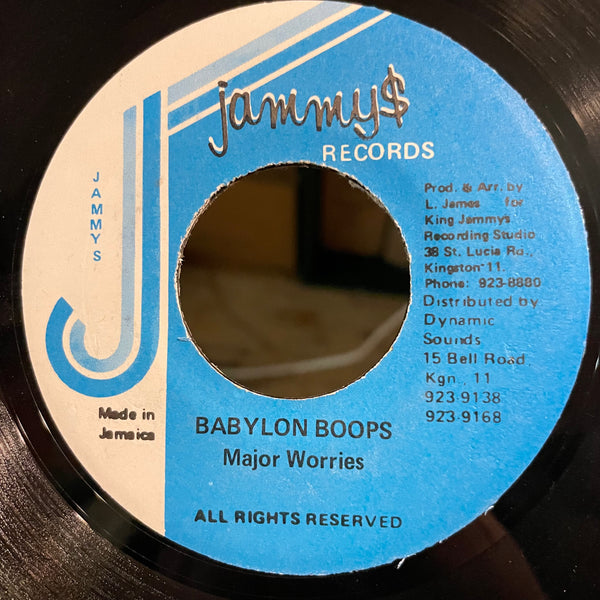 jammy$
RECORDS
JAMMYS
Prod. & Arr. by
L. James for
King Jammy's
Recording Studio
38 St. Lucia Rd.,
Kingston 11.
Phone: 923-8880
Distributed by
Dynamic
Sounds
15 Bell Road,
Kgn., 11
923-9138
923-9168
Made in
Jamaica
BABYLON BOOPS
Major Worries
ALL RIGHTS RESERVED